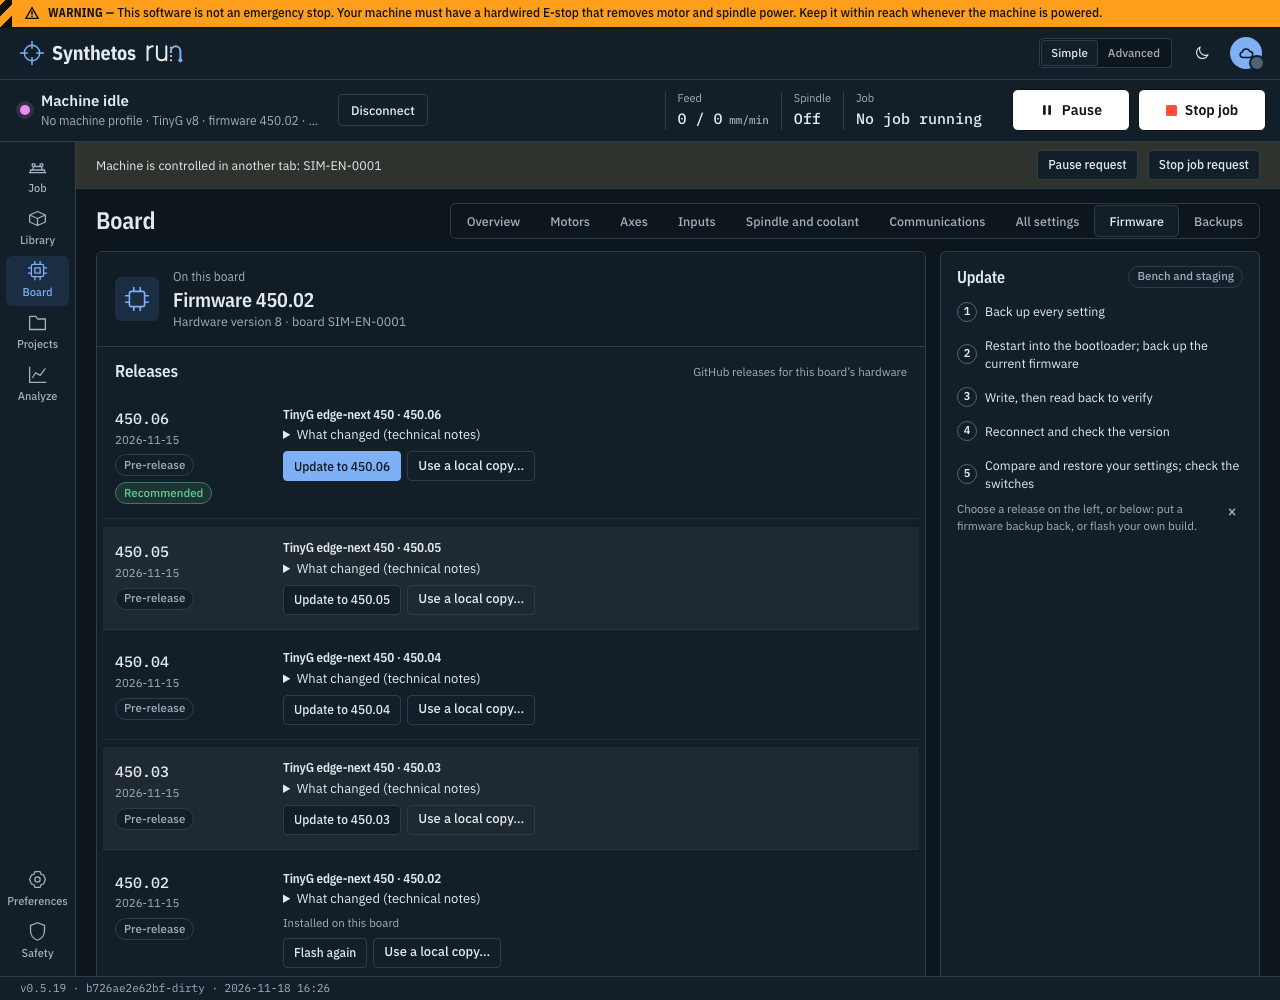 WARNING — This software is not an emergency stop. Your machine must have a hardwired E-stop that removes motor and spindle power. Keep it within reach whenever the machine is powered.
Synthetos run
Simple
Advanced
Machine idle
No machine profile · TinyG v8 · firmware 450.02 · ...
Disconnect
Feed
0 / 0 mm/min
Spindle
Off
Job
No job running
Pause
Stop job
Machine is controlled in another tab: SIM-EN-0001
Pause request
Stop job request
Job
Library
Board
Projects
Analyze
Preferences
Safety
Board
Overview
Motors
Axes
Inputs
Spindle and coolant
Communications
All settings
Firmware
Backups
On this board
Firmware 450.02
Hardware version 8 · board SIM-EN-0001
Releases
GitHub releases for this board's hardware
450.06
2026-11-15
Pre-release
Recommended
TinyG edge-next 450 · 450.06
What changed (technical notes)
Update to 450.06
Use a local copy...
450.05
2026-11-15
Pre-release
TinyG edge-next 450 · 450.05
What changed (technical notes)
Update to 450.05
Use a local copy...
450.04
2026-11-15
Pre-release
TinyG edge-next 450 · 450.04
What changed (technical notes)
Update to 450.04
Use a local copy...
450.03
2026-11-15
Pre-release
TinyG edge-next 450 · 450.03
What changed (technical notes)
Update to 450.03
Use a local copy...
450.02
2026-11-15
Pre-release
TinyG edge-next 450 · 450.02
What changed (technical notes)
Installed on this board
Flash again
Use a local copy...
Update
Bench and staging
1 Back up every setting
2 Restart into the bootloader; back up the
current firmware
3 Write, then read back to verify
4 Reconnect and check the version
5 Compare and restore your settings; check the
switches
Choose a release on the left, or below: put a
firmware backup back, or flash your own build.
×
v0.5.19 · b726ae2e62bf-dirty · 2026-11-18 16:26